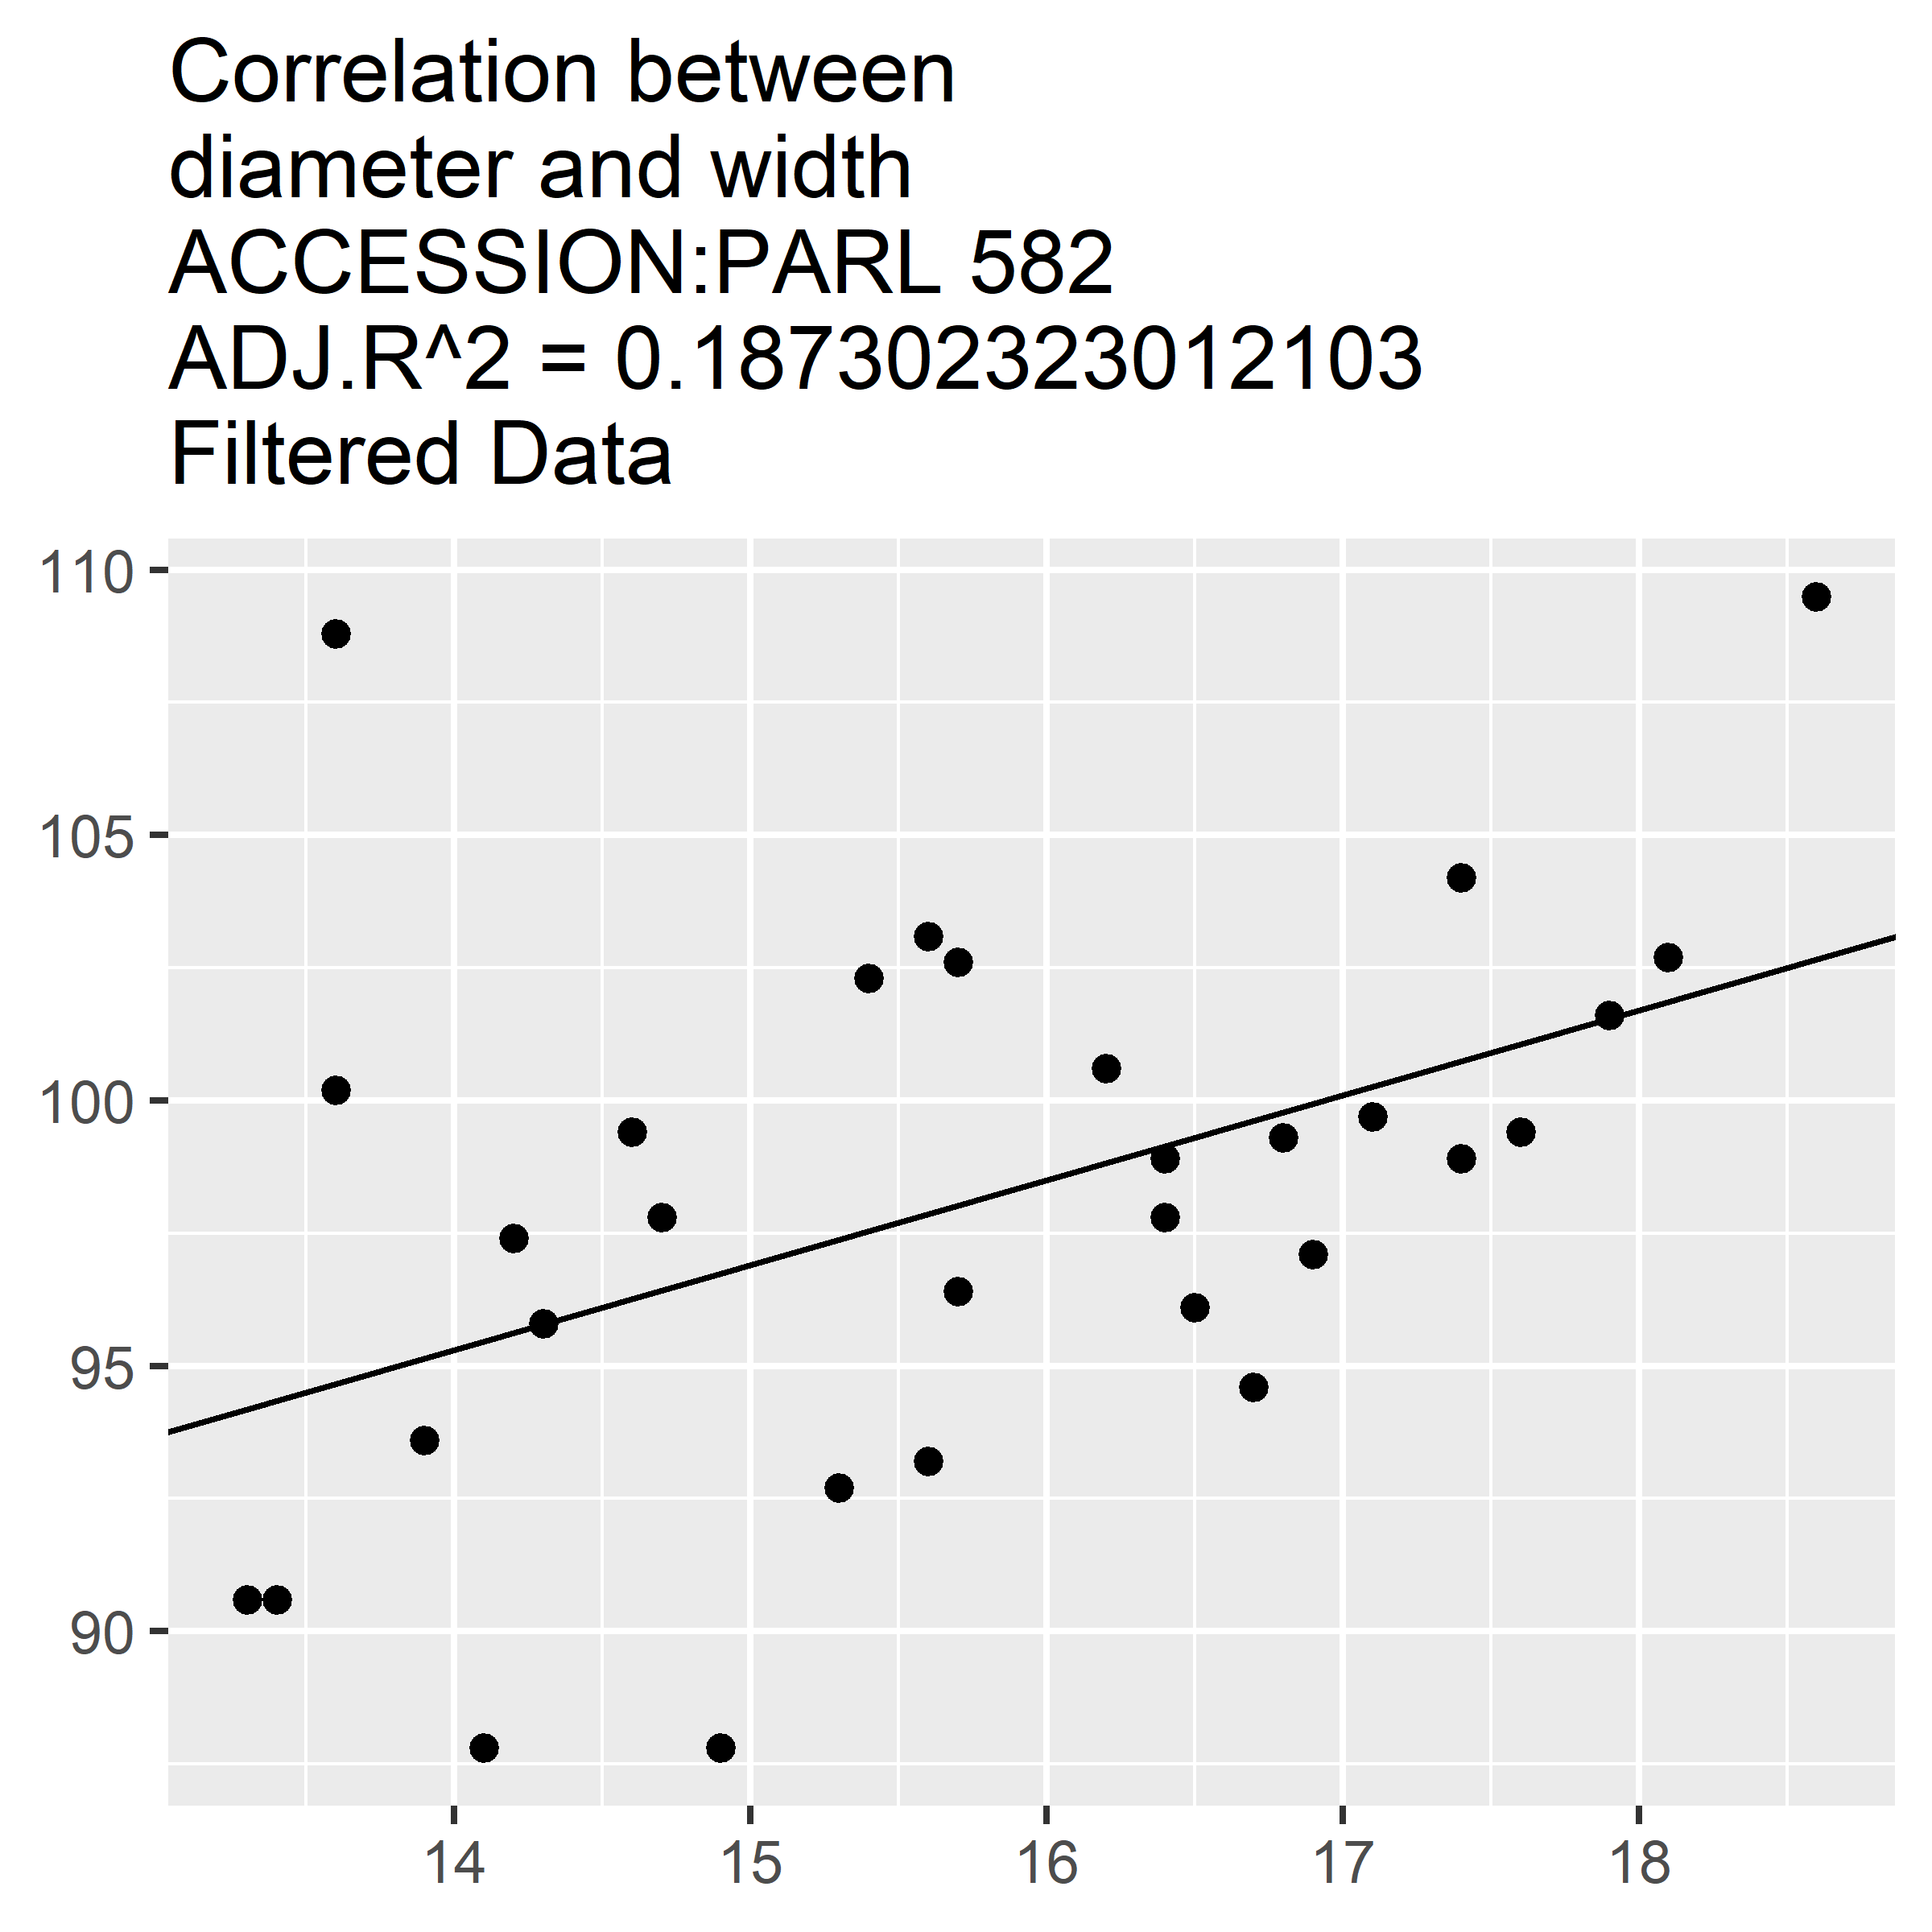 Correlation between
diameter and width
ACCESSION:PARL 582
ADJ.R^2 = 0.187302323012103
Filtered Data
110
105
100
95
90
14 15 16 17 18